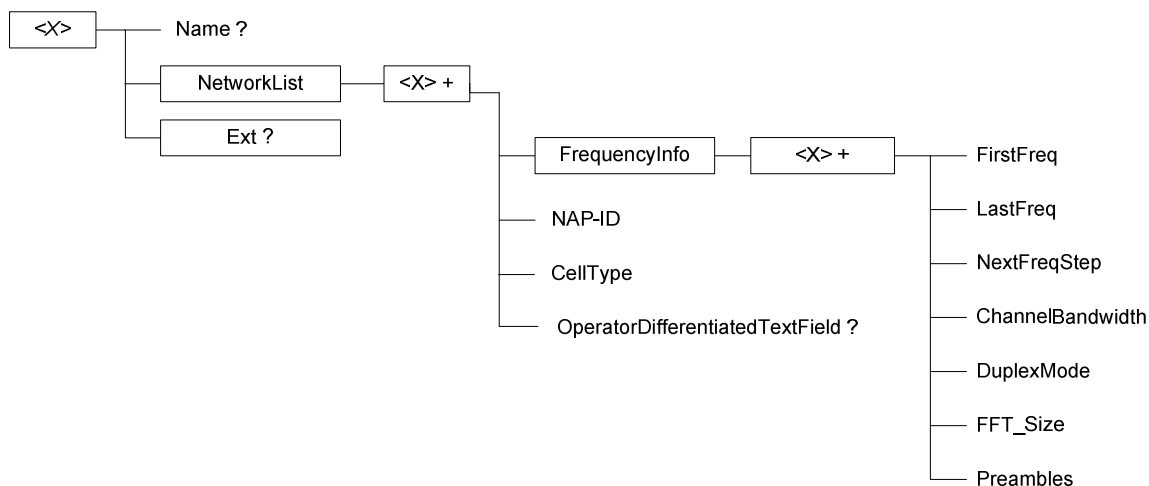 <X>
Name ?
NetworkList
<X> +
Ext ?
FrequencyInfo
<X> +
NAP-ID
CellType
OperatorDifferentiatedTextField ?
FirstFreq
LastFreq
NextFreqStep
ChannelBandwidth
DuplexMode
FFT_Size
Preambles